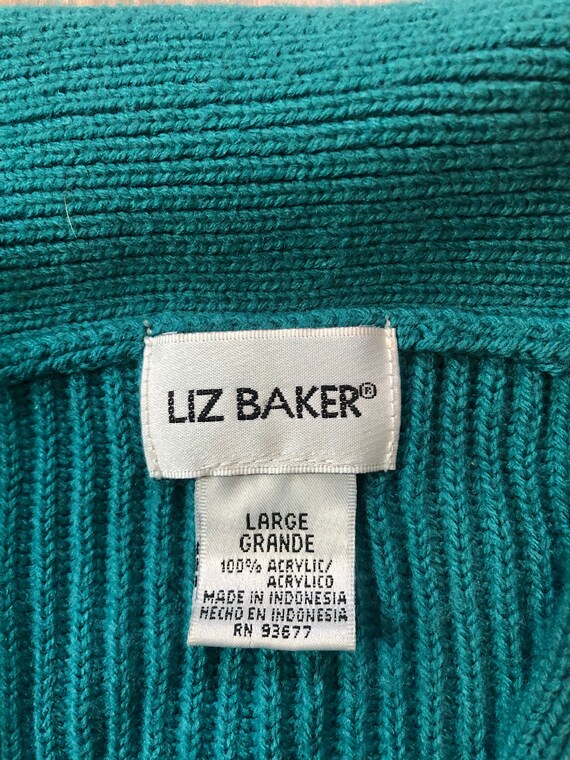 LIZ BAKER®
LARGE
GRANDE
100% ACRYLIC/
ACRYLICO
MADE IN INDONESIA
HECHO EN INDONESIA
RN 93677